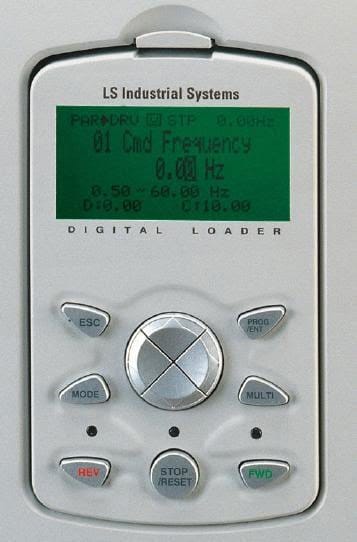 LS Industrial Systems
PAR➔DRV U STP 0.00Hz
01 Cmd Frequency
0.00 Hz
0.50 ~ 60.00 Hz
D:0.00 C:10.00
DIGITAL LOADER
ESC
PROG
/ENT
MODE
MULTI
REV
STOP
/RESET
FWD